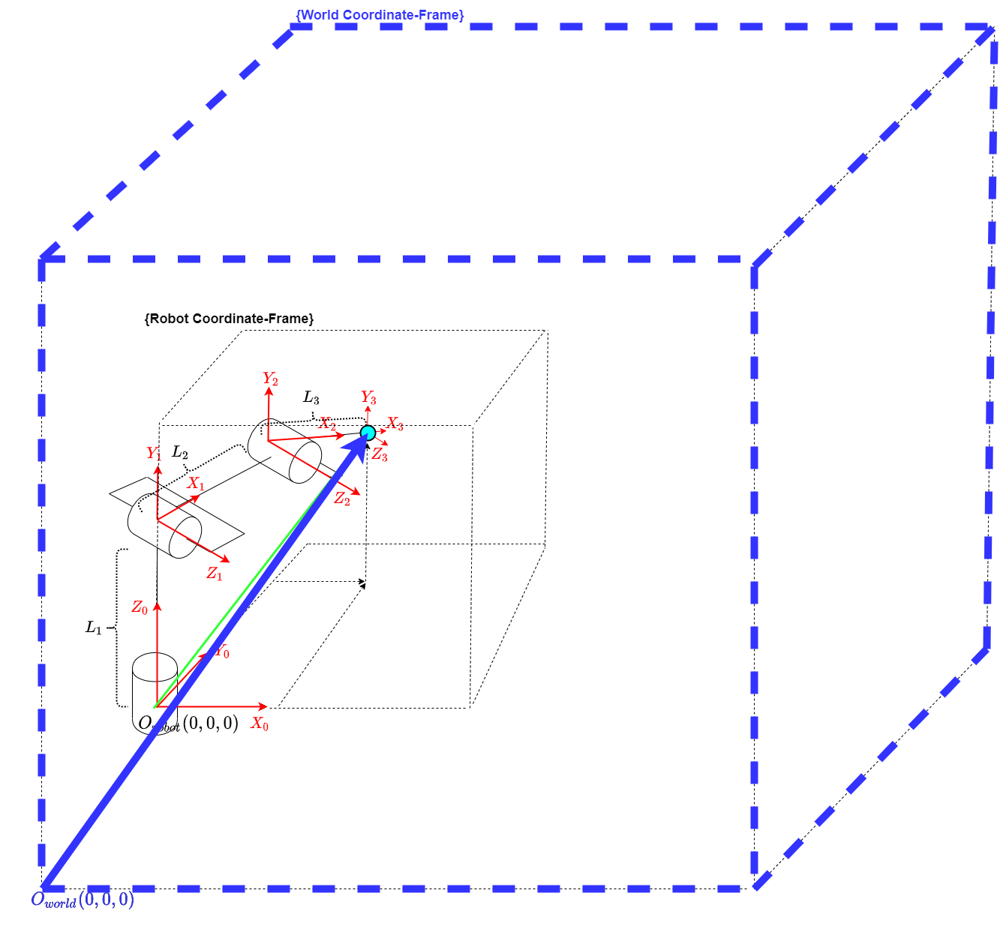 {World Coordinate-Frame}
{Robot Coordinate-Frame}
Y₂
L₃
Y₃
X₂
X₃
L₂
Y₁
Z₃
X₁
Z₂
Z₁
Z₀
L₁
Y₀
O_robot(0, 0, 0)
X₀
O_world(0, 0, 0)